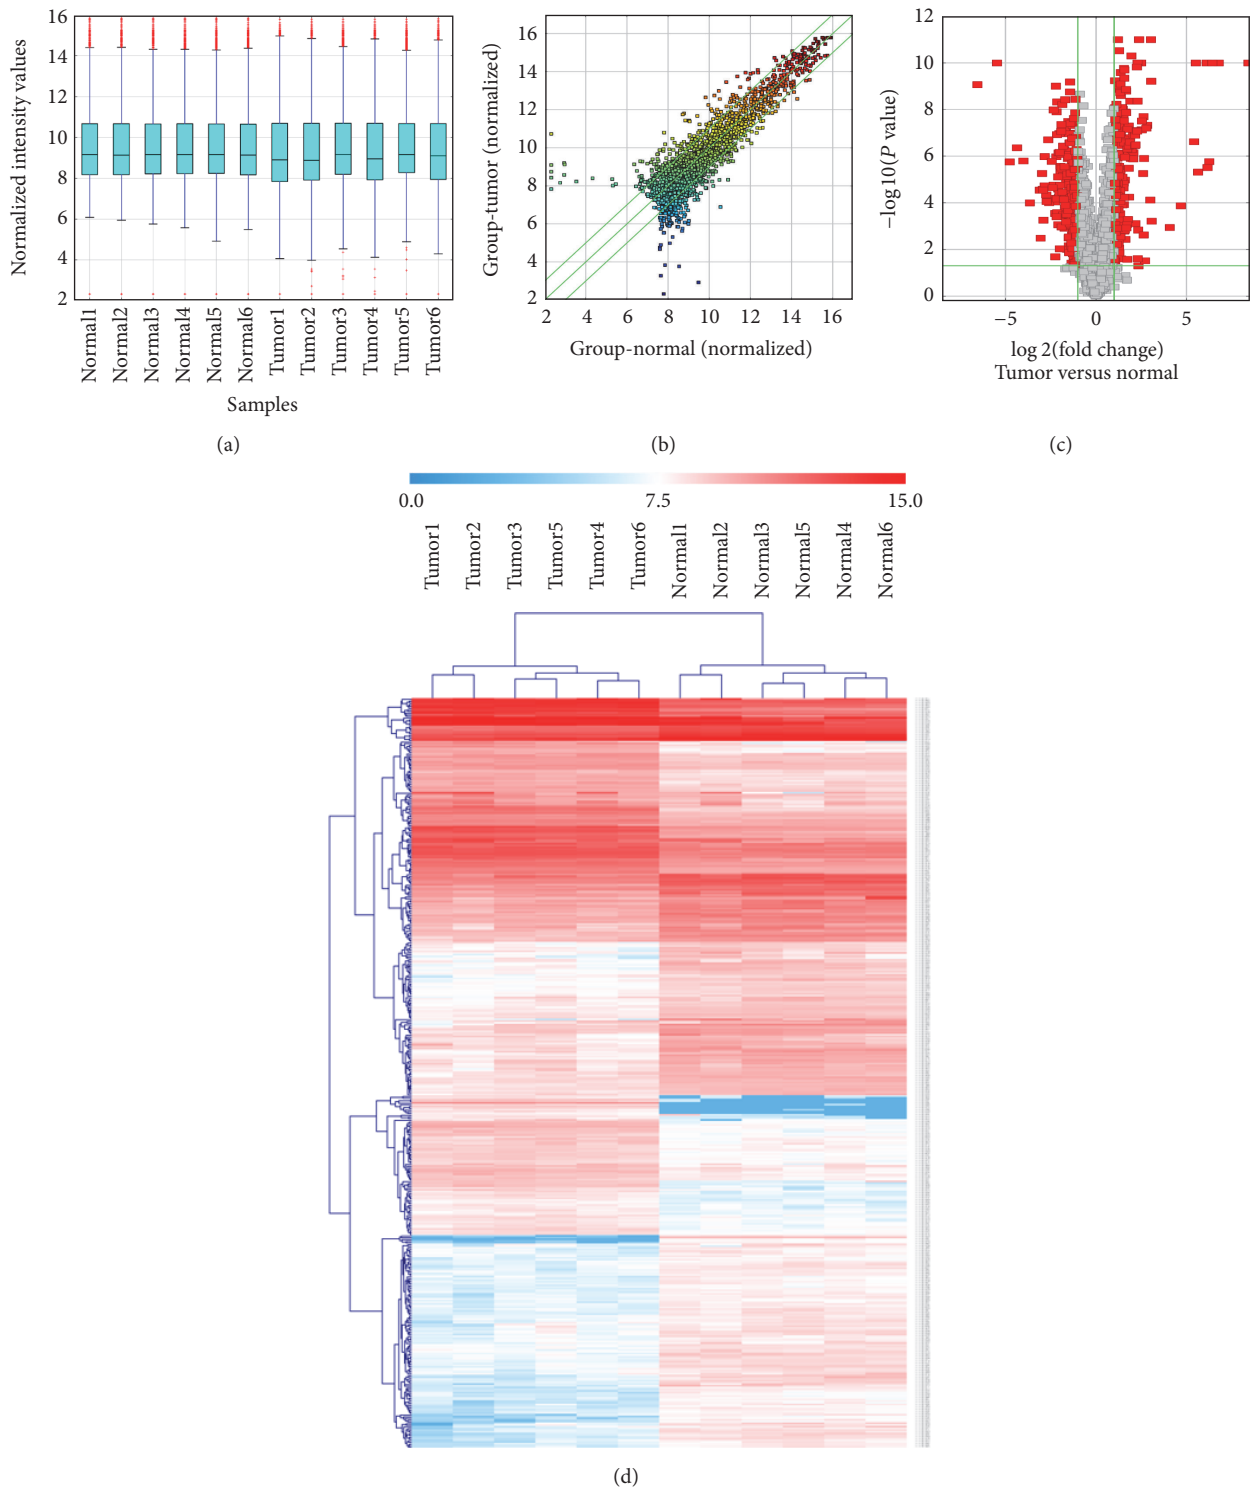 Normalized intensity values
16
14
12
10
8
6
4
2
Normal1
Normal2
Normal3
Normal4
Normal5
Normal6
Tumor1
Tumor2
Tumor3
Tumor4
Tumor5
Tumor6
Samples
(a)
Group-tumor (normalized)
16
14
12
10
8
6
4
2
2 4 6 8 10 12 14 16
Group-normal (normalized)
(b)
−log10(P value)
12
10
8
6
4
2
0
−5 0 5
log 2(fold change)
Tumor versus normal
(c)
0.0 7.5 15.0
Tumor1
Tumor2
Tumor3
Tumor5
Tumor4
Tumor6
Normal1
Normal2
Normal3
Normal5
Normal4
Normal6
(d)